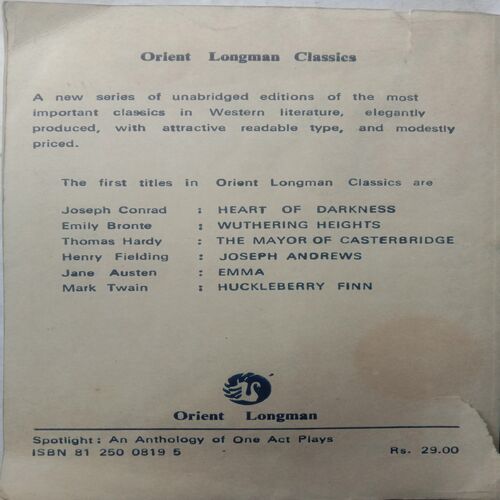 Orient Longman Classics
A new series of unabridged editions of the most
important classics in Western literature, elegantly
produced, with attractive readable type, and modestly
priced.
The first titles in Orient Longman Classics are
Joseph Conrad : HEART OF DARKNESS
Emily Bronte : WUTHERING HEIGHTS
Thomas Hardy : THE MAYOR OF CASTERBRIDGE
Henry Fielding : JOSEPH ANDREWS
Jane Austen : EMMA
Mark Twain : HUCKLEBERRY FINN
Orient Longman
Spotlight : An Anthology of One Act Plays
ISBN 81 250 0819 5 Rs. 29.00